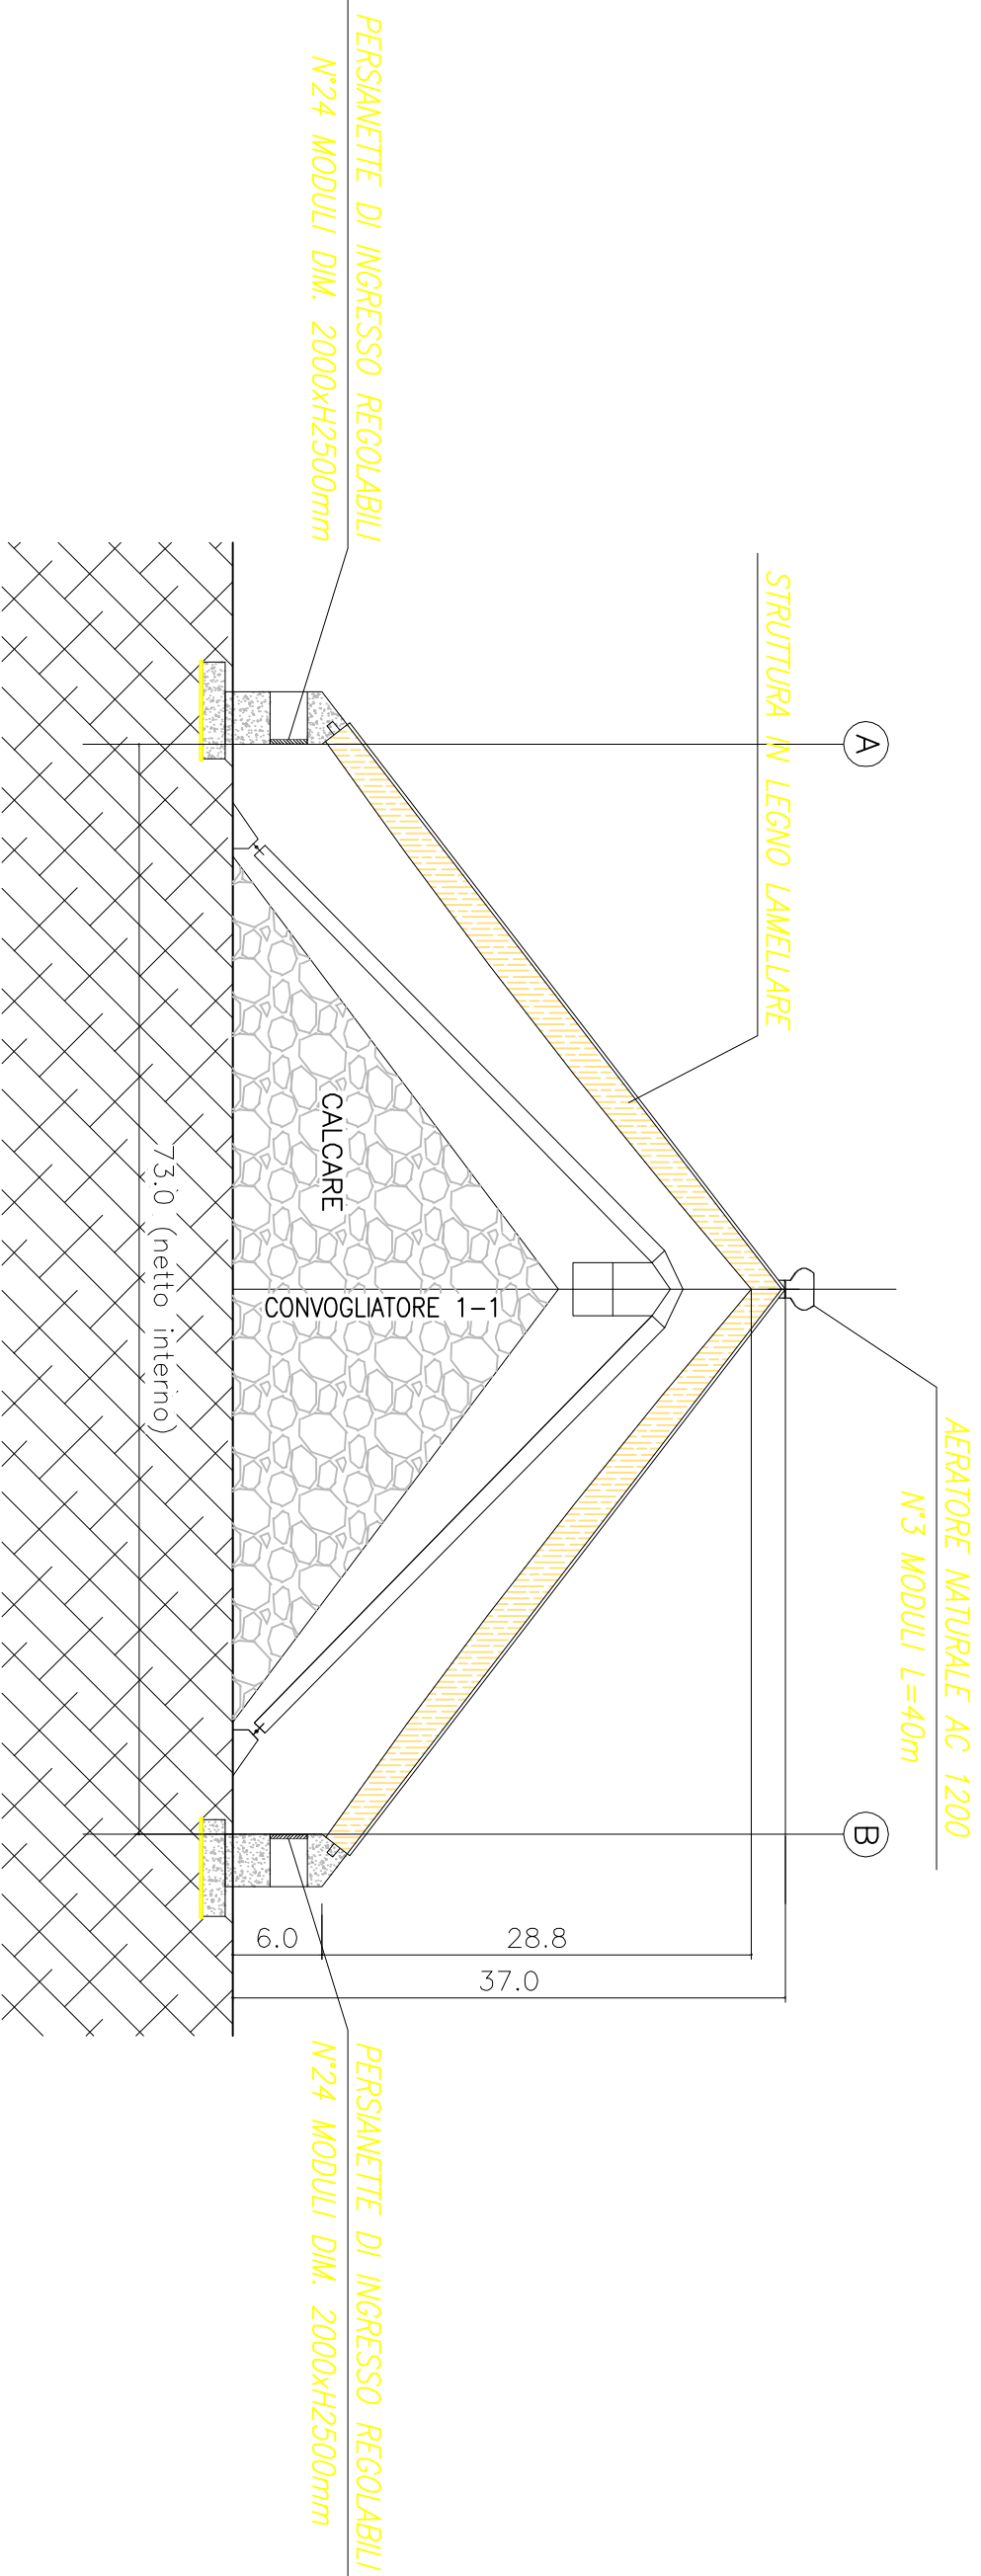 AERATORE NATURALE AC 1200
N°3 MODULI L=40m
A
B
STRUTTURA IN LEGNO LAMELLARE
PERSIANETTE DI INGRESSO REGOLABILI
N°24 MODULI DIM. 2000xH2500mm
PERSIANETTE DI INGRESSO REGOLABILI
N°24 MODULI DIM. 2000xH2500mm
CALCARE
CONVOGLIATORE 1-1
28.8
37.0
6.0
73.0 (netto interno)